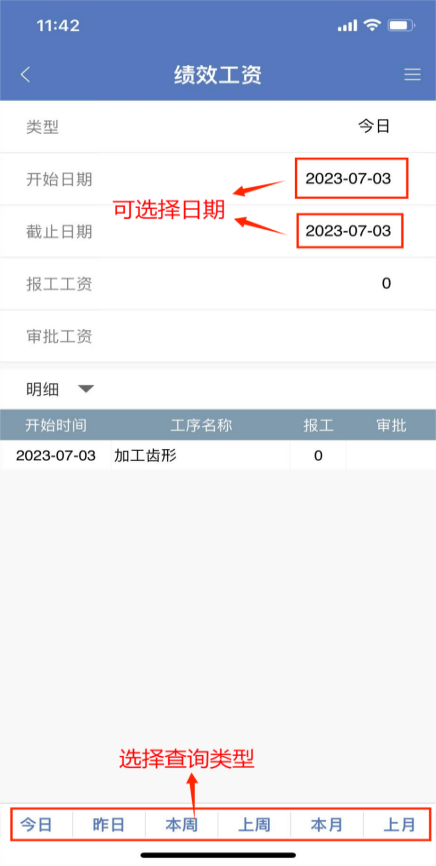 11:42
绩效工资
类型 今日
开始日期 2023-07-03
可选择日期
截止日期 2023-07-03
报工工资 0
审批工资
明细
开始时间 工序名称 报工 审批
2023-07-03 加工齿形 0
选择查询类型
今日 昨日 本周 上周 本月 上月